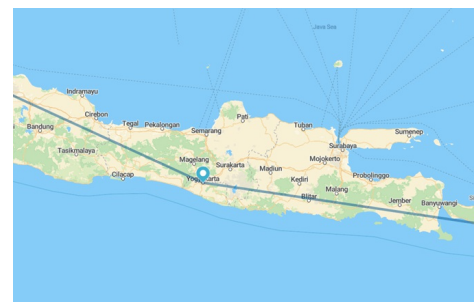 Java Sea
Indramayu
Cirebon
Tegal
Pekalongan
Semarang
Pati
Tuban
Surabaya
Sumenep
Bandung
Tasikmalaya
Cilacap
Magelang
Yogyakarta
Surakarta
Madiun
Mojokerto
Kediri
Blitar
Malang
Probolinggo
Jember
Banyuwangi